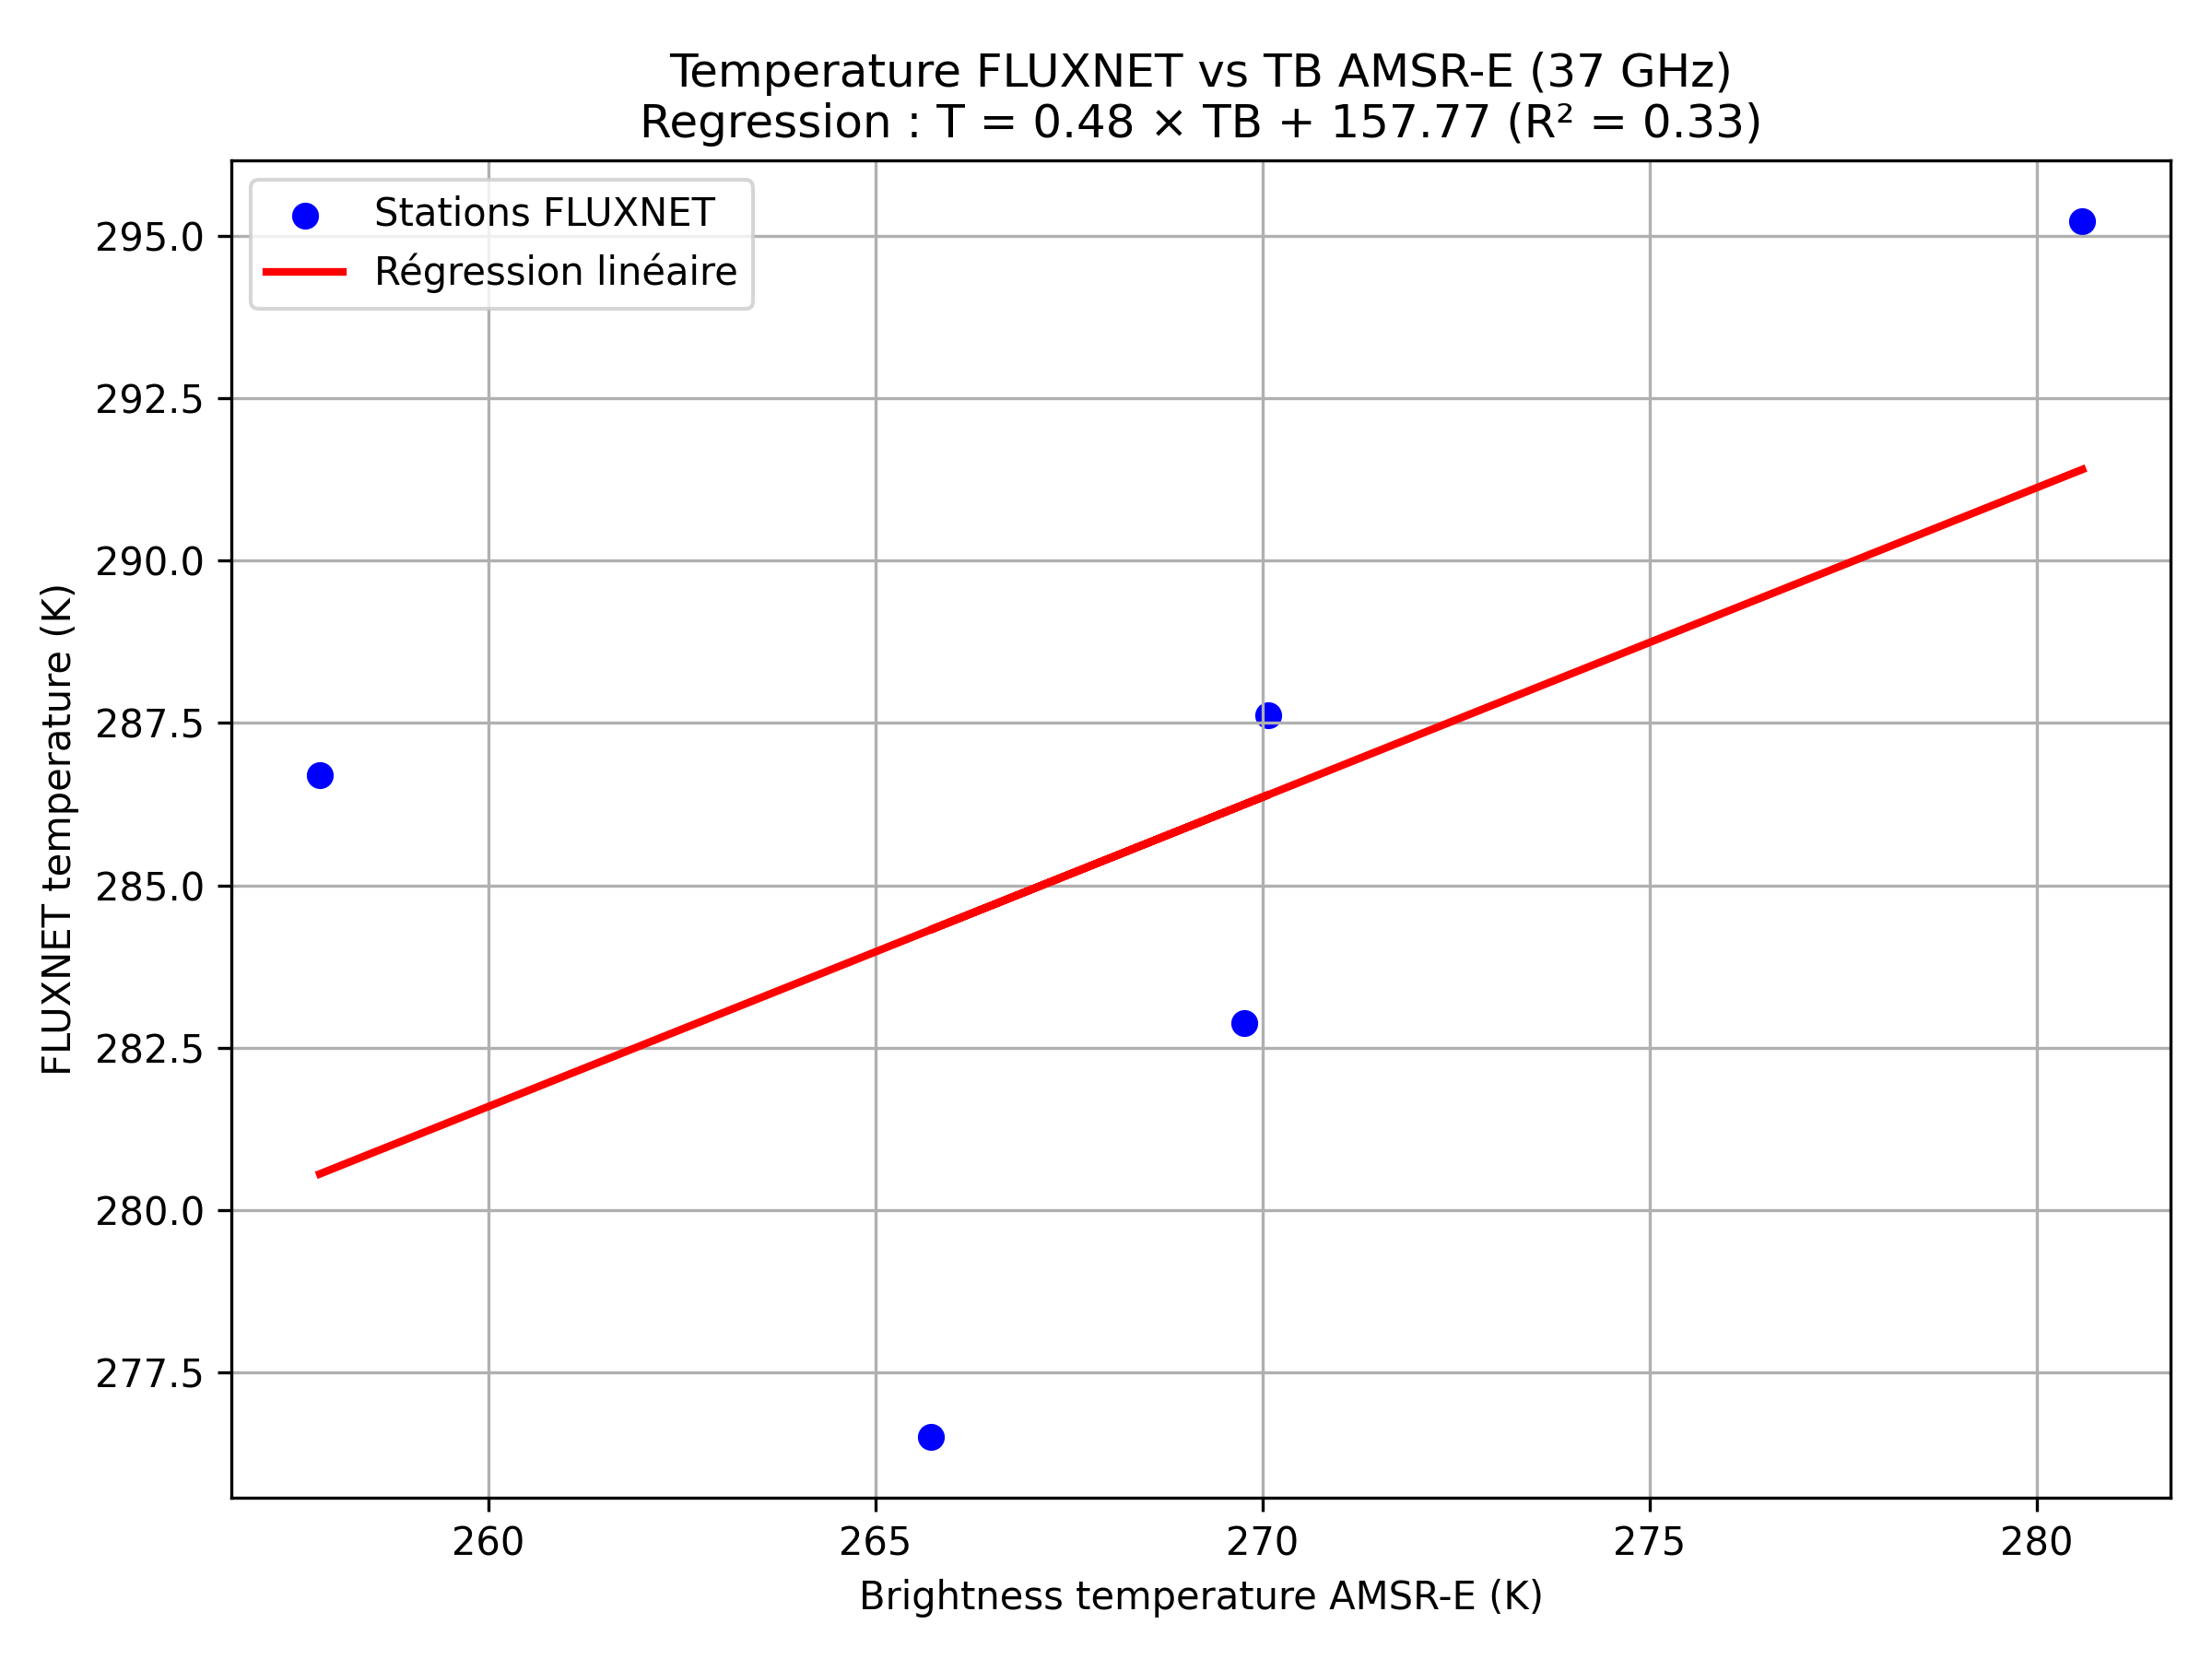 Temperature FLUXNET vs TB AMSR-E (37 GHz)
Regression : T = 0.48 × TB + 157.77 (R² = 0.33)
Stations FLUXNET
Régression linéaire
295.0
292.5
290.0
287.5
285.0
282.5
280.0
277.5
FLUXNET temperature (K)
260
265
270
275
280
Brightness temperature AMSR-E (K)